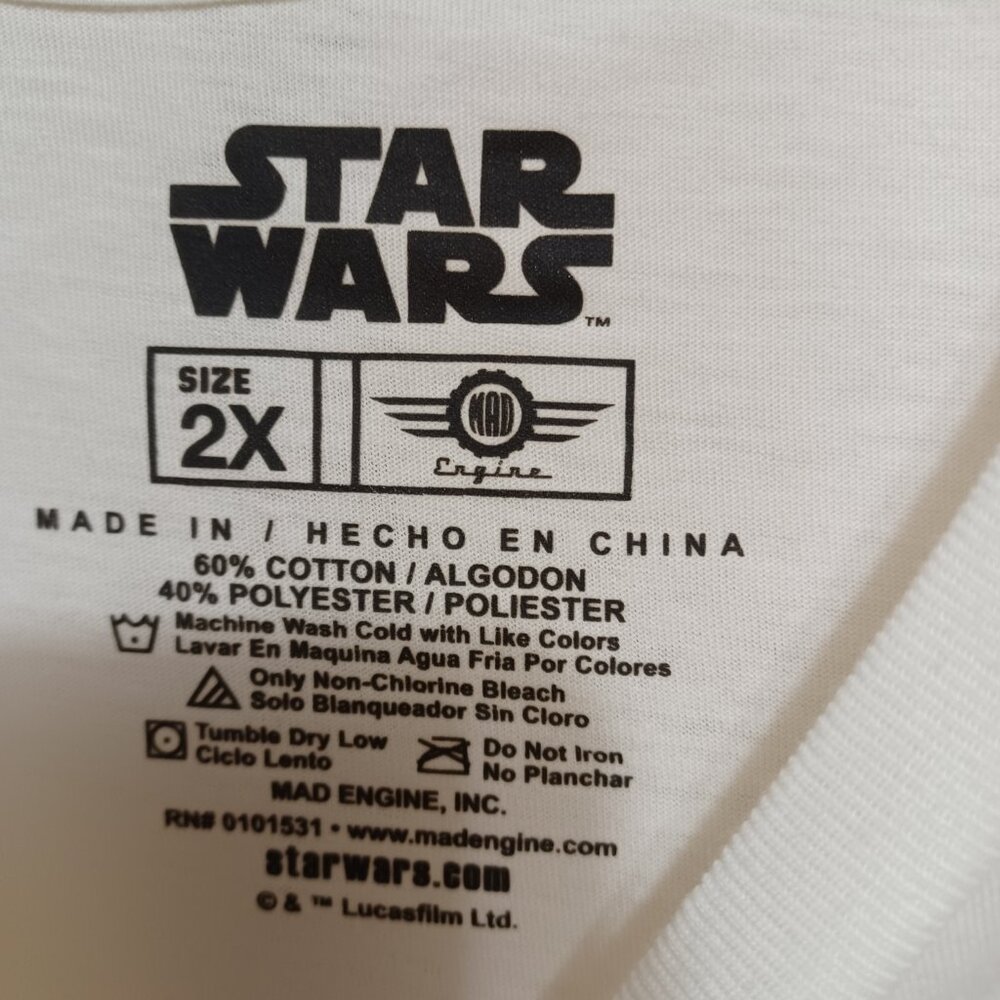 STAR
WARS™
SIZE
2X
MAD
Engine
MADE IN / HECHO EN CHINA
60% COTTON / ALGODON
40% POLYESTER / POLIESTER
Machine Wash Cold with Like Colors
Lavar En Maquina Agua Fria Por Colores
Only Non-Chlorine Bleach
Solo Blanqueador Sin Cloro
Tumble Dry Low
Ciclo Lento
Do Not Iron
No Planchar
MAD ENGINE, INC.
RN# 0101531 • www.madengine.com
starwars.com
© & ™ Lucasfilm Ltd.